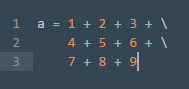 1 a = 1 + 2 + 3 + \
2 4 + 5 + 6 + \
3 7 + 8 + 9